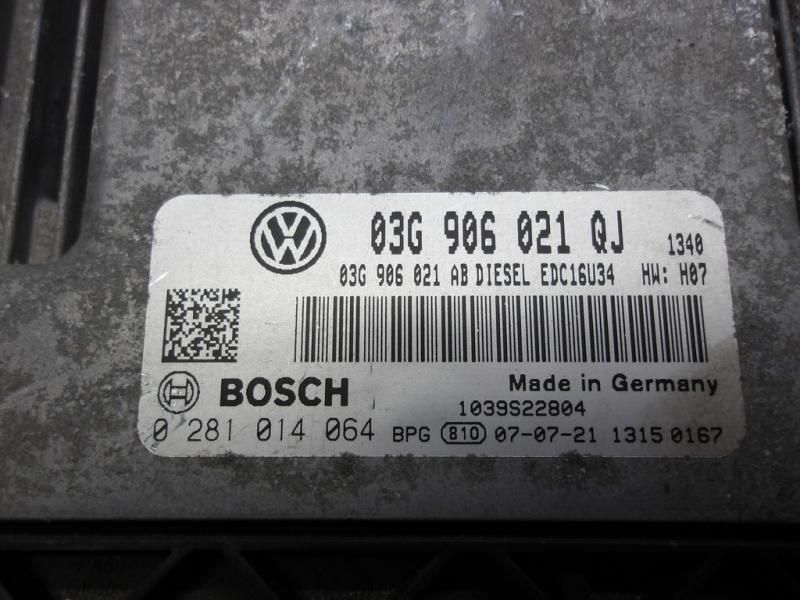 03G 906 021 QJ 1340
03G 906 021 AB DIESEL EDC16U34 HW: H07
BOSCH Made in Germany
1039S22804
0 281 014 064 BPG 810 07-07-21 1315 0167